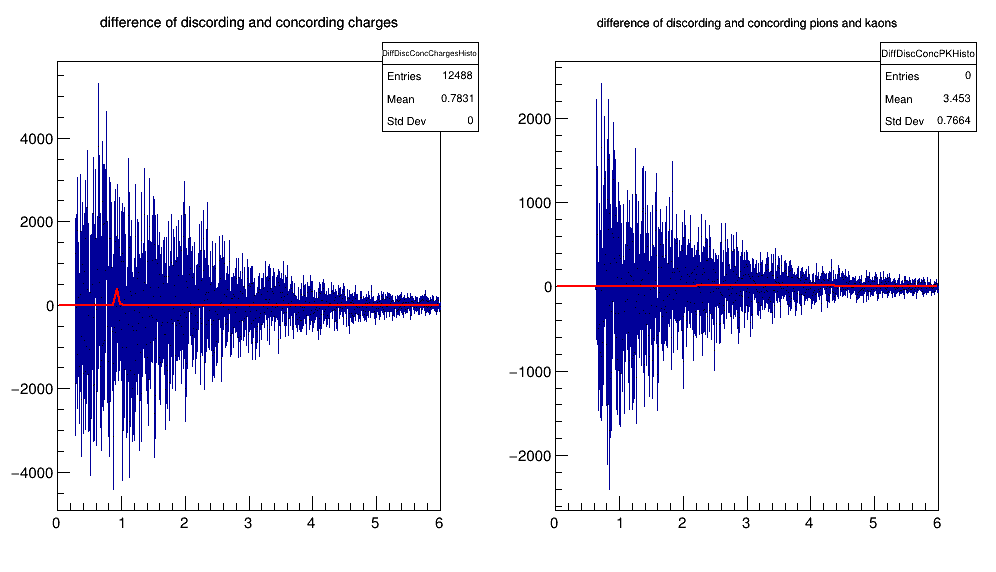 difference of discording and concording charges
DiffDiscConcChargesHisto
Entries 12488
Mean 0.7831
Std Dev 0
4000
2000
0
−2000
−4000
0 1 2 3 4 5 6
difference of discording and concording pions and kaons
DiffDiscConcPKHisto
Entries 0
Mean 3.453
Std Dev 0.7664
2000
1000
0
−1000
−2000
0 1 2 3 4 5 6